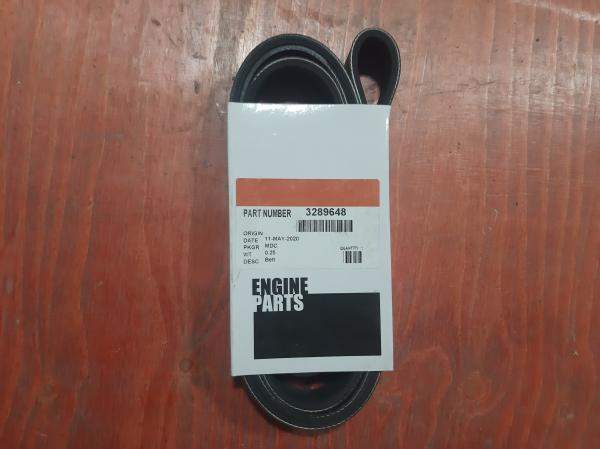 PART NUMBER 3289648
ORIGIN
DATE 11-MAY-2020
PKGR MDC
WT 0.25
DESC Belt
QUANTITY 1
ENGINE
PARTS